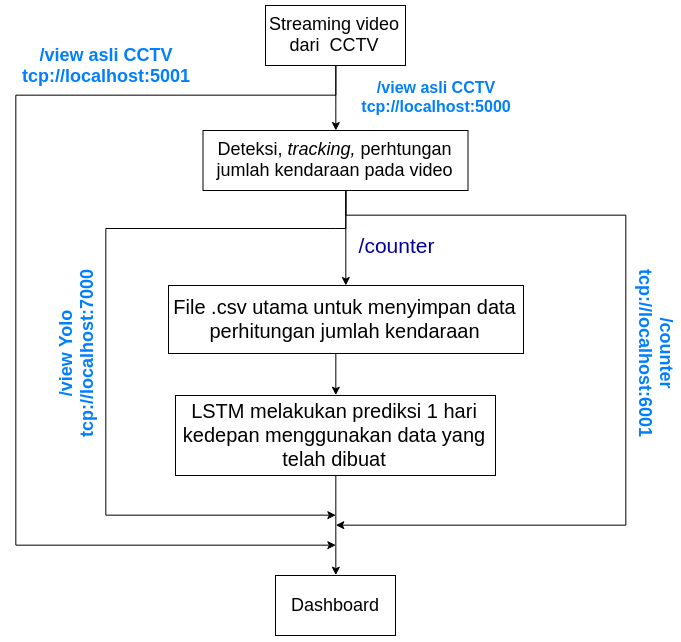 Streaming video
dari CCTV
/view asli CCTV
tcp://localhost:5001
/view asli CCTV
tcp://localhost:5000
Deteksi, tracking, perhtungan
jumlah kendaraan pada video
/counter
/view Yolo
tcp://localhost:7000
/counter
tcp://localhost:6001
File .csv utama untuk menyimpan data
perhitungan jumlah kendaraan
LSTM melakukan prediksi 1 hari
kedepan menggunakan data yang
telah dibuat
Dashboard